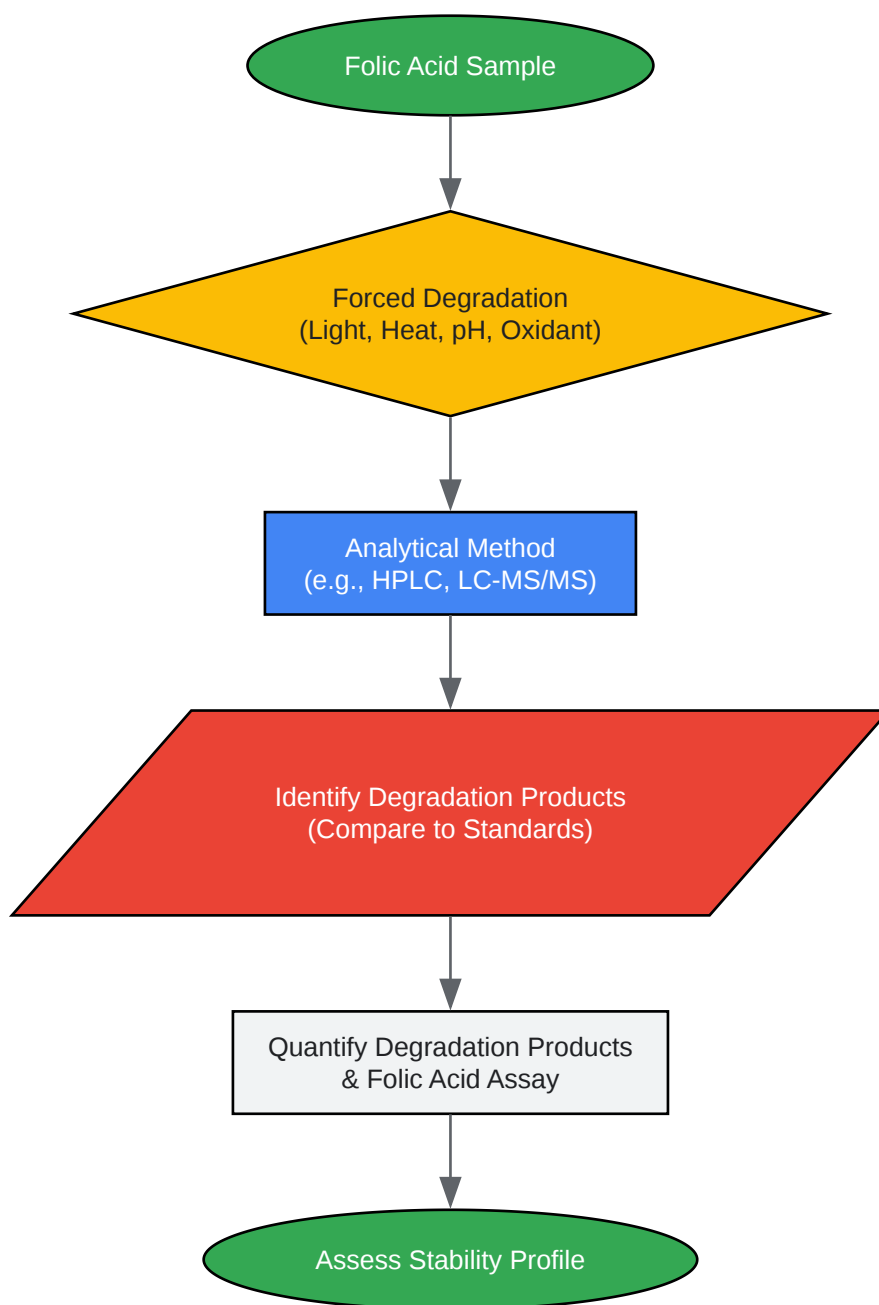 Folic Acid Sample
Forced Degradation
(Light, Heat, pH, Oxidant)
Analytical Method
(e.g., HPLC, LC-MS/MS)
Identify Degradation Products
(Compare to Standards)
Quantify Degradation Products
& Folic Acid Assay
Assess Stability Profile